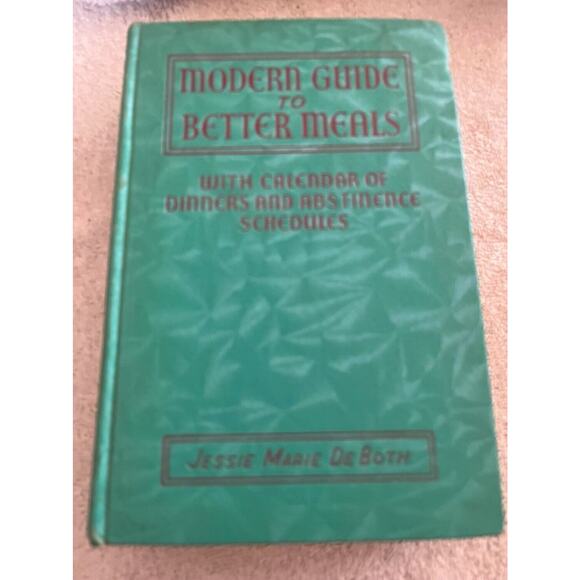 MODERN GUIDE
TO
BETTER MEALS
WITH CALENDAR OF
DINNERS AND ABSTINENCE
SCHEDULES
JESSIE MARIE DE BOTH